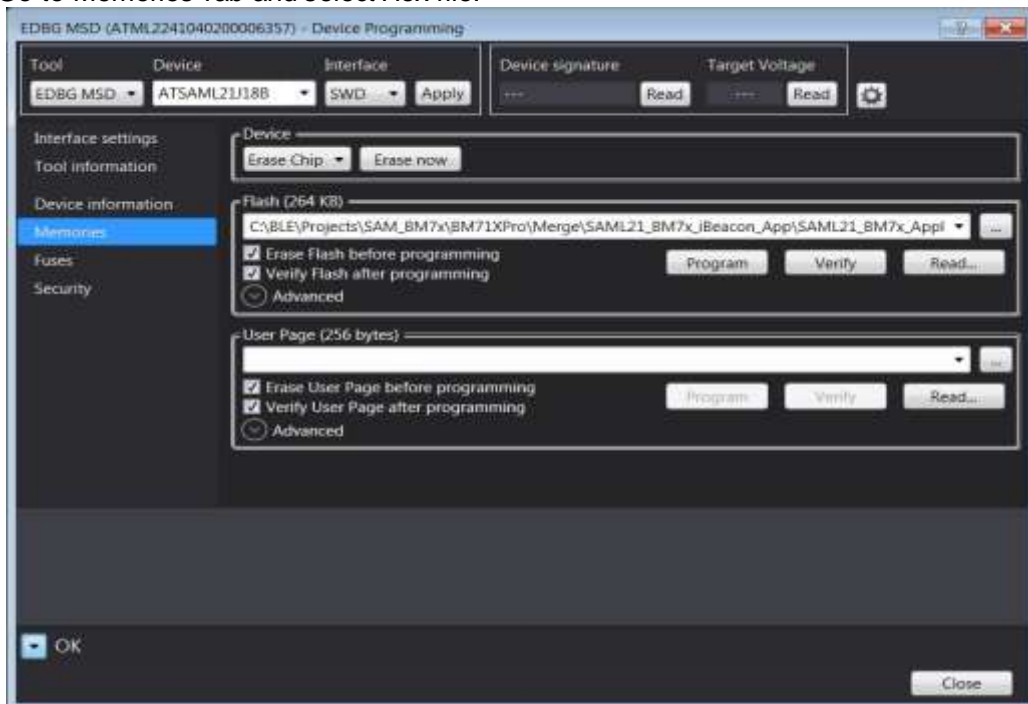 Go to Memories Tab and select Hex file.
EDBG MSD (ATML2241040200006357) - Device Programming
Tool Device Interface Device signature Target Voltage
EDBG MSD ATSAML21J18B SWD Apply --- Read --- Read
Interface settings
Tool information
Device information
Memories
Fuses
Security
Device
Erase Chip Erase now
Flash (264 KB)
C:\BLE\Projects\SAM_BM7x\BM71XPro\Merge\SAML21_BM7x_iBeacon_App\SAML21_BM7x_Appl ...
Erase Flash before programming
Verify Flash after programming
Program Verify Read...
Advanced
User Page (256 bytes)
...
Erase User Page before programming
Verify User Page after programming
Program Verify Read...
Advanced
OK
Close